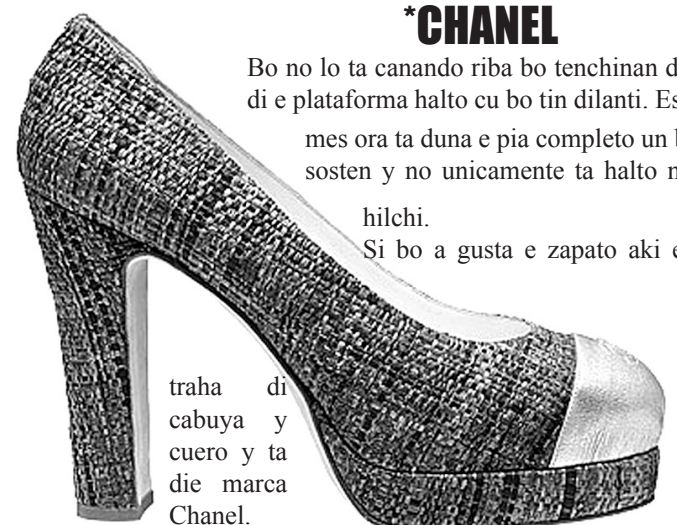 *CHANEL
Bo no lo ta canando riba bo tenchinan d
di e plataforma halto cu bo tin dilanti. Es
mes ora ta duna e pia completo un b
sosten y no unicamente ta halto n
hilchi.
Si bo a gusta e zapato aki e
traha di
cabuya y
cuero y ta
die marca
Chanel.